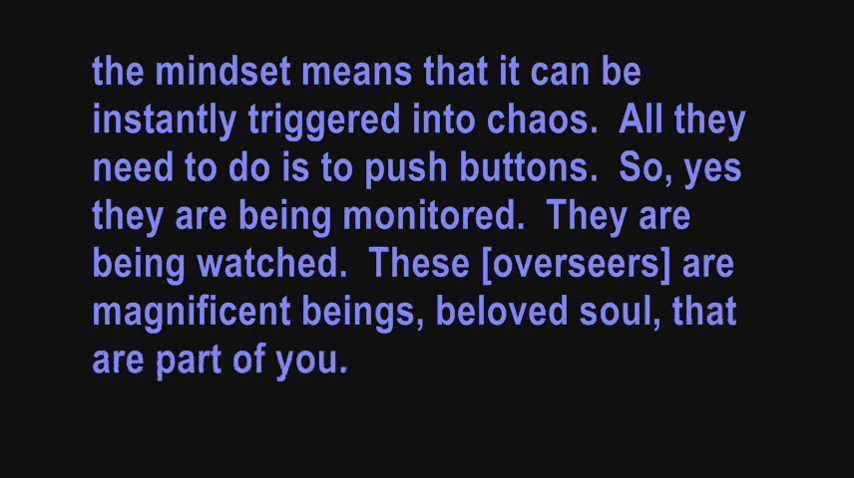 the mindset means that it can be
instantly triggered into chaos.  All they
need to do is to push buttons.  So, yes
they are being monitored.  They are
being watched.  These [overseers] are
magnificent beings, beloved soul, that
are part of you.